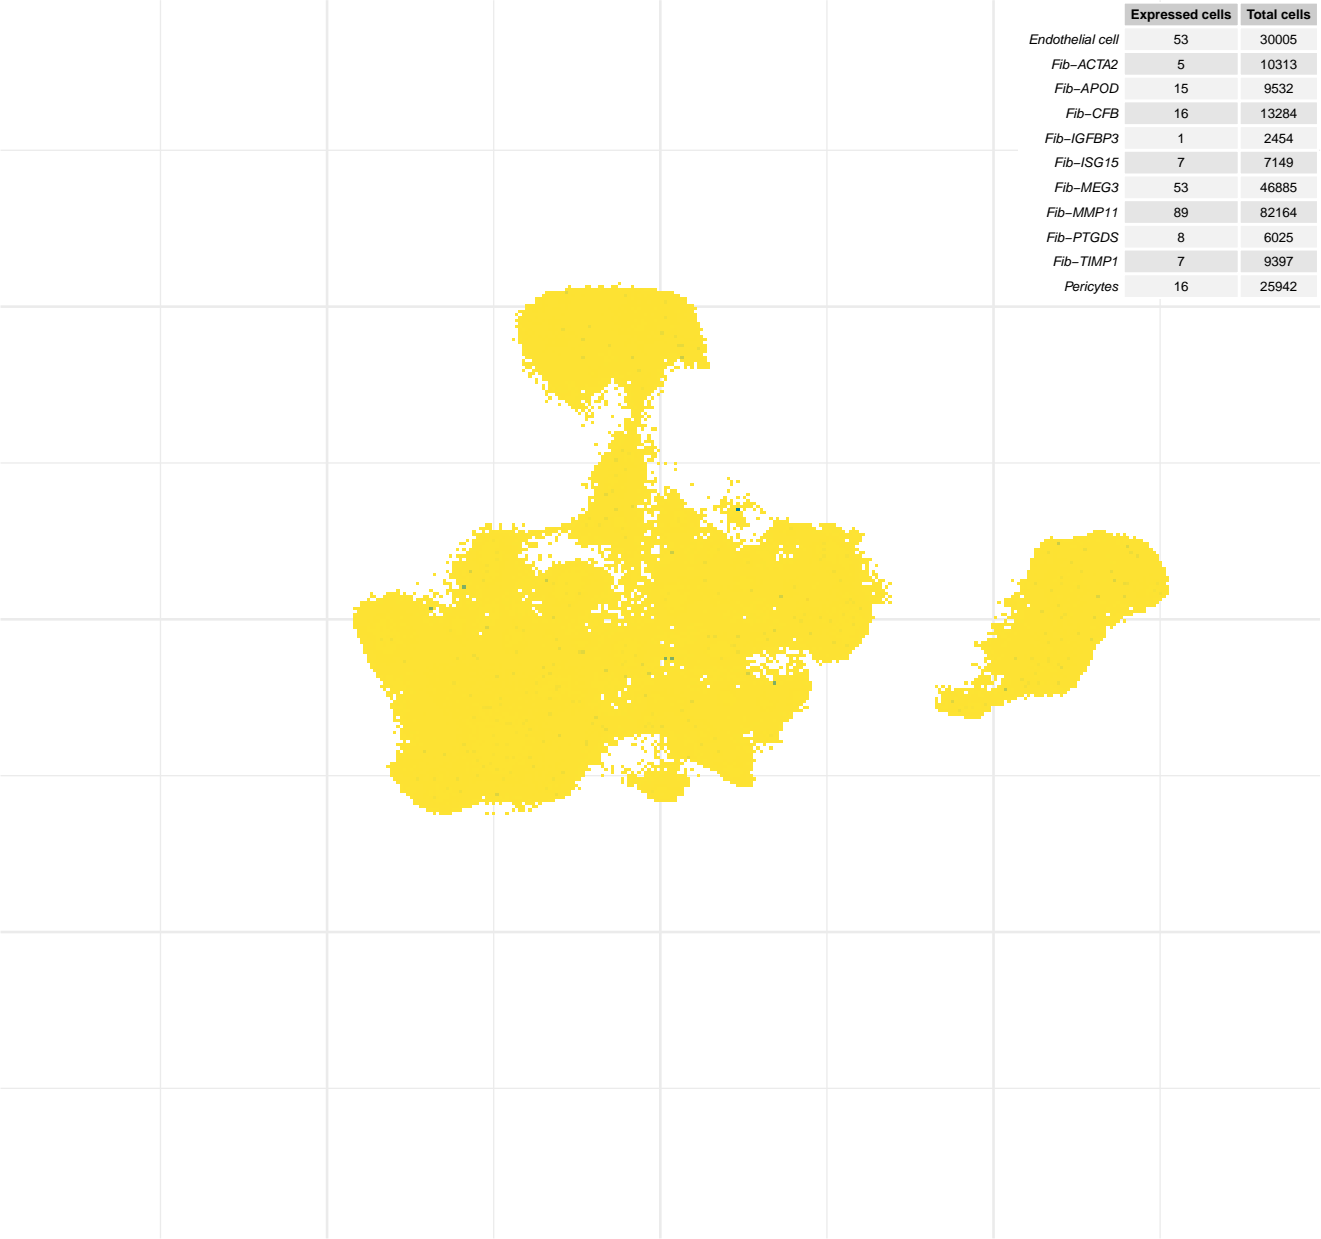 Expressed cells Total cells
Endothelial cell 53 30005
Fib−ACTA2 5 10313
Fib−APOD 15 9532
Fib−CFB 16 13284
Fib−IGFBP3 1 2454
Fib−ISG15 7 7149
Fib−MEG3 53 46885
Fib−MMP11 89 82164
Fib−PTGDS 8 6025
Fib−TIMP1 7 9397
Pericytes 16 25942